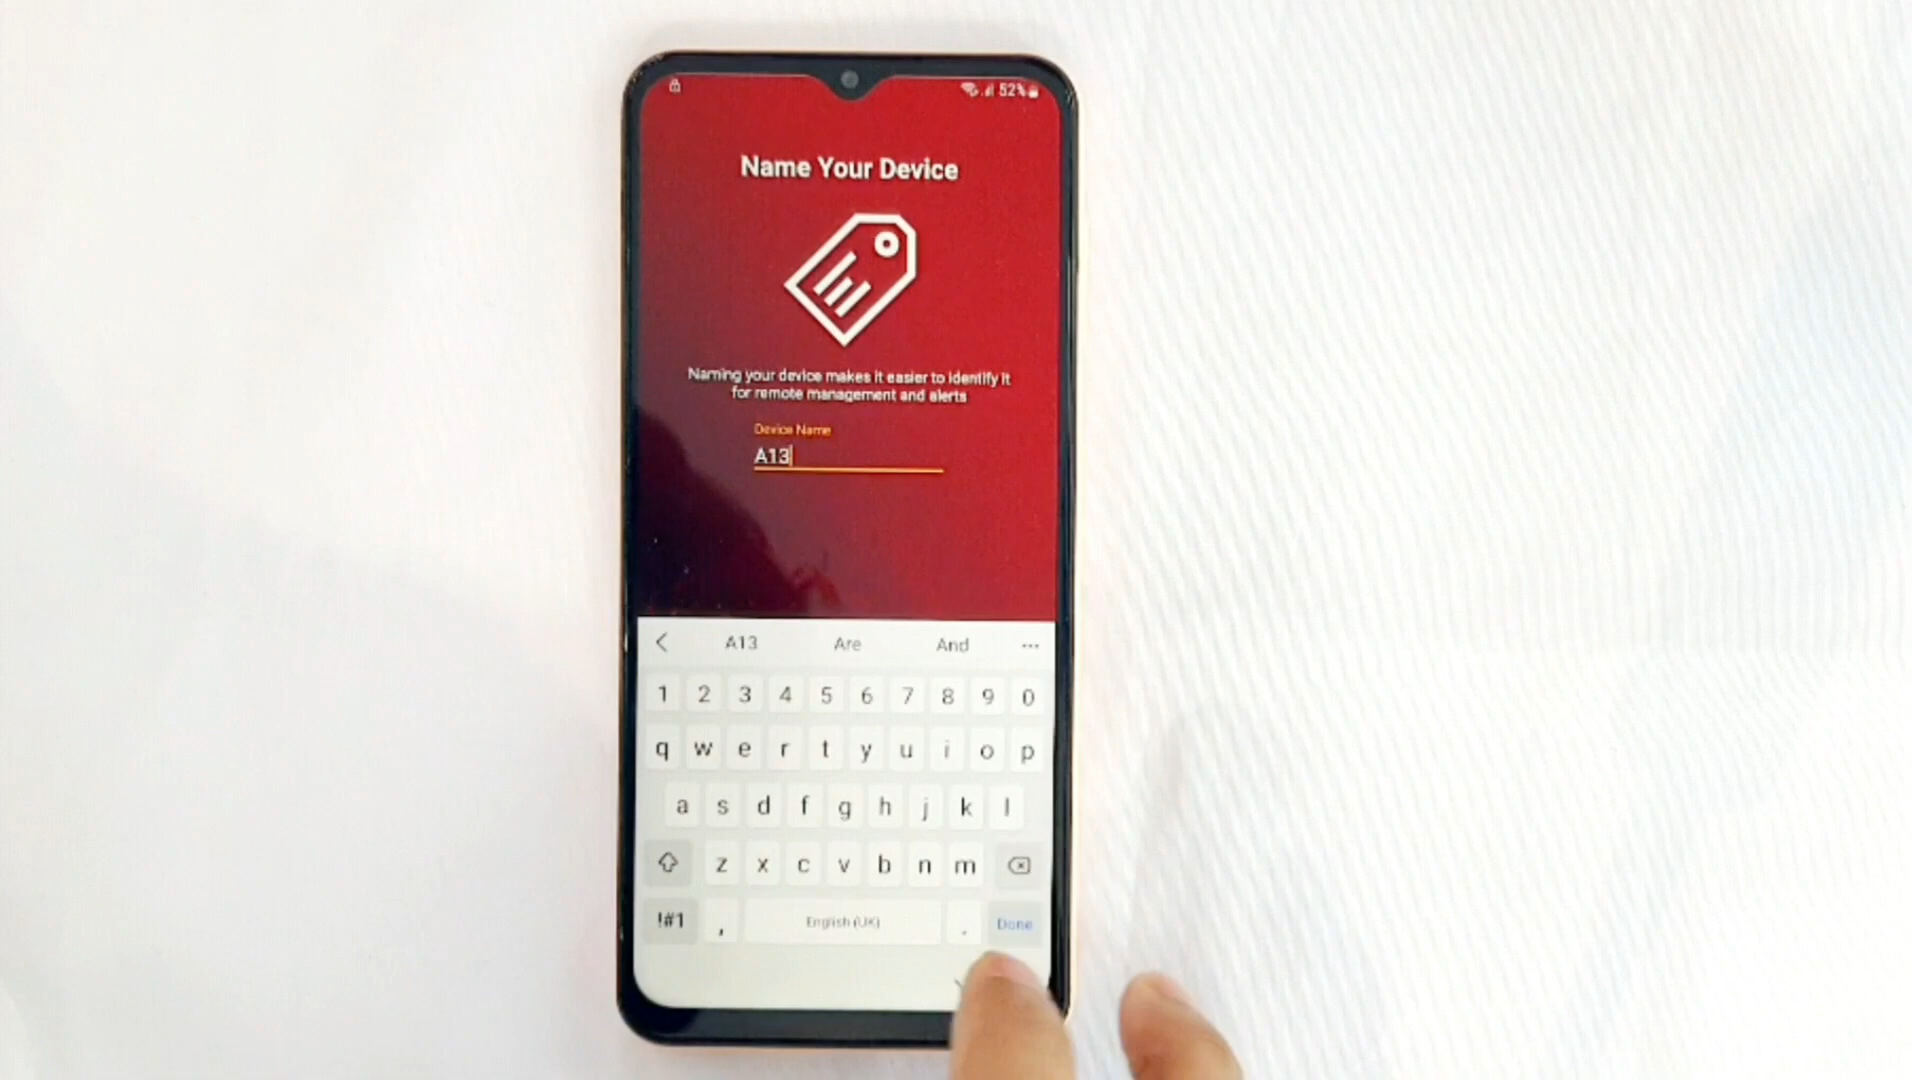 52%
Name Your Device
Naming your device makes it easier to identify it
for remote management and alerts
Device Name
A13
A13 Are And ...
1 2 3 4 5 6 7 8 9 0
q w e r t y u i o p
a s d f g h j k l
z x c v b n m
!#1 , English (UK) . Done